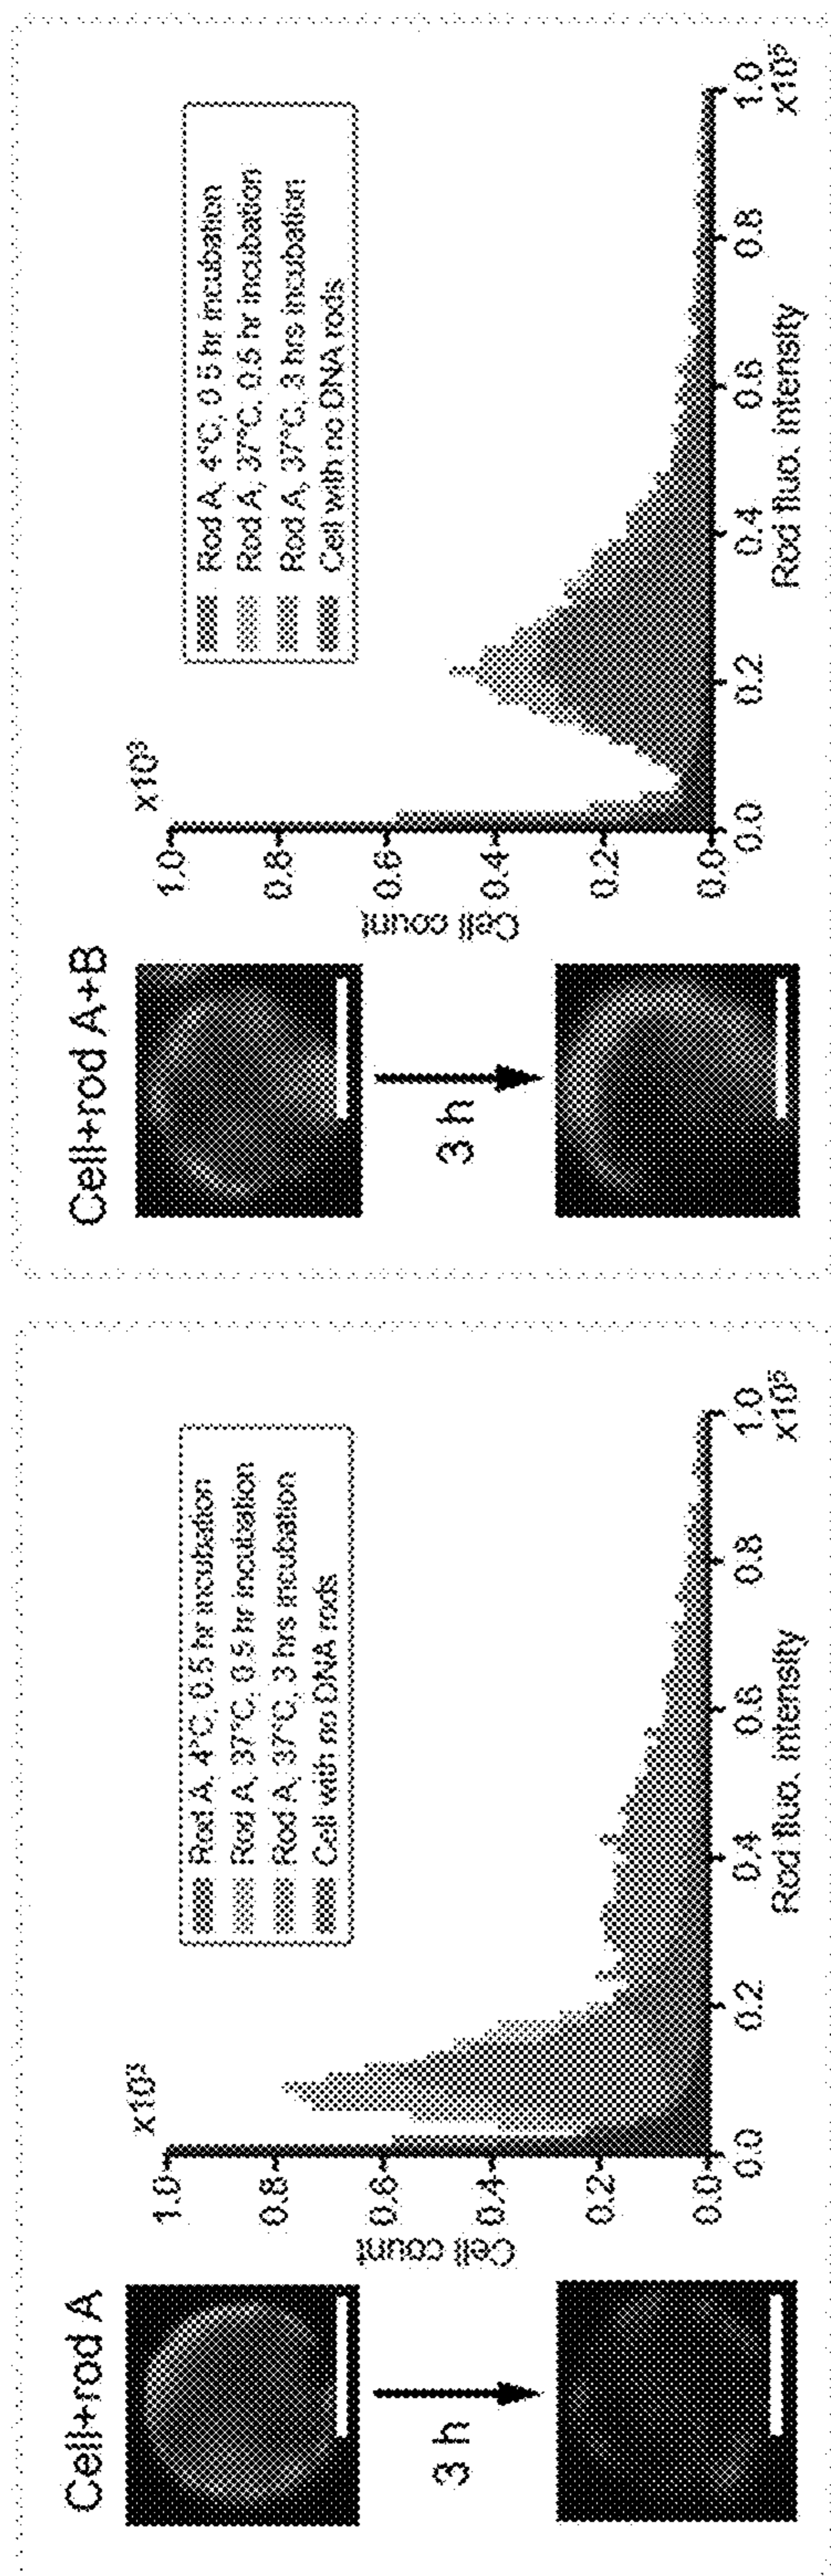 Cell+rod A
3 h
x10³
1.0
0.8
0.6
0.4
0.2
0.0
Cell count
Rod A, 4°C, 0.5 hr incubation
Rod A, 37°C, 0.5 hr incubation
Rod A, 37°C, 3 hrs incubation
Cell with no DNA rods
0.0
0.2
0.4
0.6
0.8
1.0
x10⁵
Rod fluo. intensity
Cell+rod A+B
3 h
x10³
1.0
0.8
0.6
0.4
0.2
0.0
Cell count
Rod A, 4°C, 0.5 hr incubation
Rod A, 37°C, 0.5 hr incubation
Rod A, 37°C, 3 hrs incubation
Cell with no DNA rods
0.0
0.2
0.4
0.6
0.8
1.0
x10⁵
Rod fluo. intensity